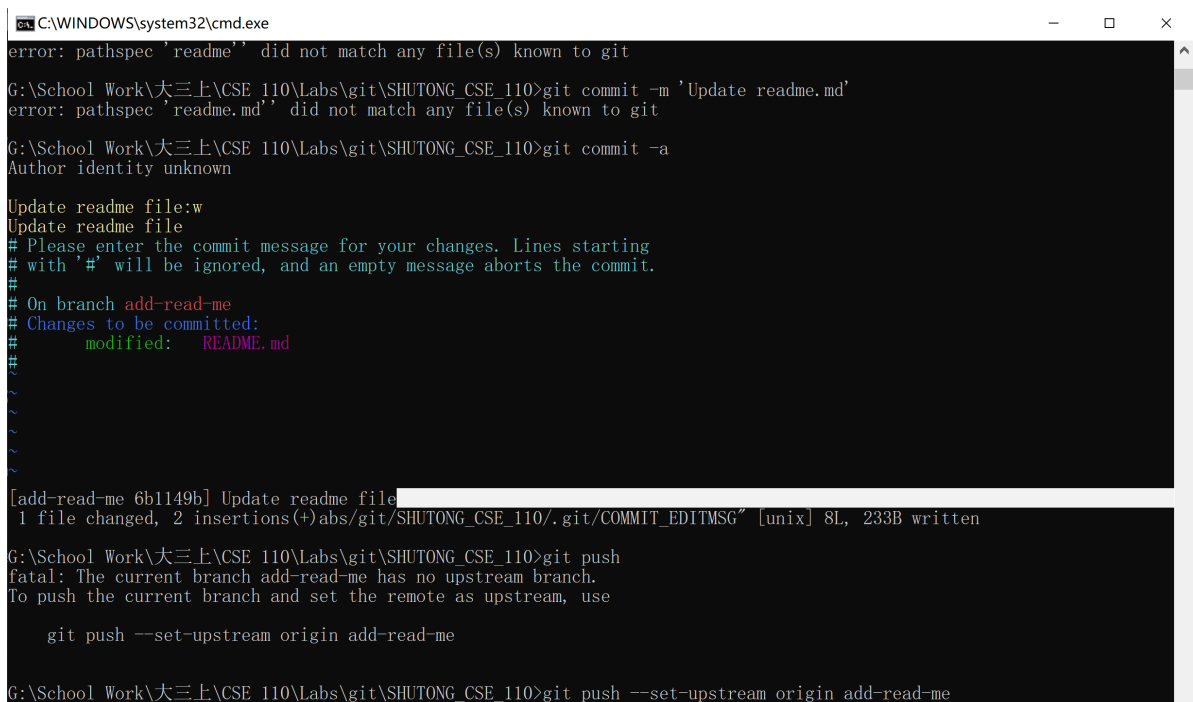 C:\WINDOWS\system32\cmd.exe
error: pathspec 'readme'' did not match any file(s) known to git
G:\School Work\大三上\CSE 110\Labs\git\SHUTONG_CSE_110>git commit -m 'Update readme.md'
error: pathspec 'readme.md'' did not match any file(s) known to git
G:\School Work\大三上\CSE 110\Labs\git\SHUTONG_CSE_110>git commit -a
Author identity unknown
Update readme file:w
Update readme file
# Please enter the commit message for your changes. Lines starting
# with '#' will be ignored, and an empty message aborts the commit.
#
# On branch add-read-me
# Changes to be committed:
#       modified:   README.md
#
~
~
~
~
~
~
[add-read-me 6b1149b] Update readme file
 1 file changed, 2 insertions(+)abs/git/SHUTONG_CSE_110/.git/COMMIT_EDITMSG" [unix] 8L, 233B written
G:\School Work\大三上\CSE 110\Labs\git\SHUTONG_CSE_110>git push
fatal: The current branch add-read-me has no upstream branch.
To push the current branch and set the remote as upstream, use
    git push --set-upstream origin add-read-me
G:\School Work\大三上\CSE 110\Labs\git\SHUTONG_CSE_110>git push --set-upstream origin add-read-me